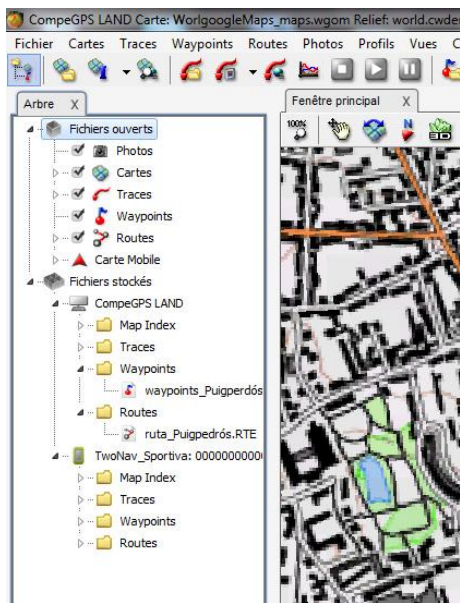 CompeGPS LAND Carte: WorlgoogleMaps_maps.wgom Relief: world.cwder
Fichier Cartes Traces Waypoints Routes Photos Profils Vues C
Arbre X
Fenêtre principal X
100%
N
Fichiers ouverts
Photos
Cartes
Traces
Waypoints
Routes
Carte Mobile
Fichiers stockés
CompeGPS LAND
Map Index
Traces
Waypoints
waypoints_Puigperdós
Routes
ruta_Puigpedrós.RTE
TwoNav_Sportiva: 00000000000
Map Index
Traces
Waypoints
Routes